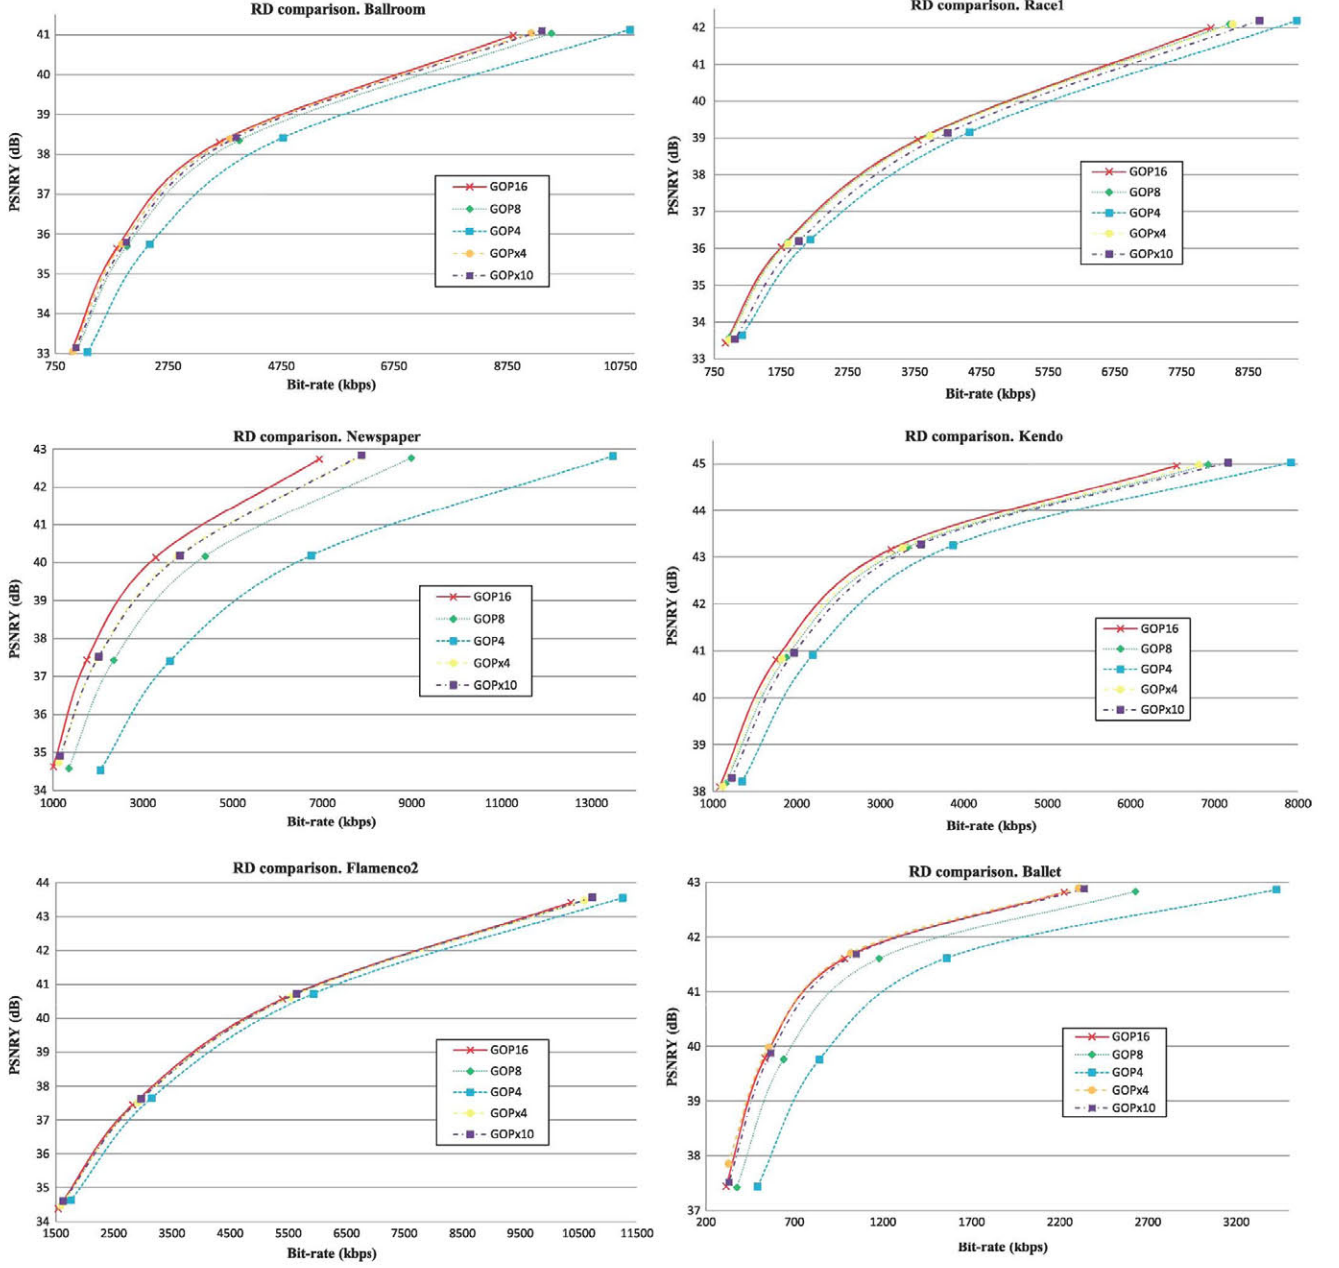 RD comparison. Ballroom
41
40
39
38
37
36
35
34
33
PSNRY (dB)
GOP16
GOP8
GOP4
GOPx4
GOPx10
750 2750 4750 6750 8750 10750
Bit-rate (kbps)
RD comparison. Race1
42
41
40
39
38
37
36
35
34
33
PSNRY (dB)
GOP16
GOP8
GOP4
GOPx4
GOPx10
750 1750 2750 3750 4750 5750 6750 7750 8750
Bit-rate (kbps)
RD comparison. Newspaper
43
42
41
40
39
38
37
36
35
34
PSNRY (dB)
GOP16
GOP8
GOP4
GOPx4
GOPx10
1000 3000 5000 7000 9000 11000 13000
Bit-rate (kbps)
RD comparison. Kendo
45
44
43
42
41
40
39
38
PSNRY (dB)
GOP16
GOP8
GOP4
GOPx4
GOPx10
1000 2000 3000 4000 5000 6000 7000 8000
Bit-rate (kbps)
RD comparison. Flamenco2
44
43
42
41
40
39
38
37
36
35
34
PSNRY (dB)
GOP16
GOP8
GOP4
GOPx4
GOPx10
1500 2500 3500 4500 5500 6500 7500 8500 9500 10500 11500
Bit-rate (kbps)
RD comparison. Ballet
43
42
41
40
39
38
37
PSNRY (dB)
GOP16
GOP8
GOP4
GOPx4
GOPx10
200 700 1200 1700 2200 2700 3200
Bit-rate (kbps)